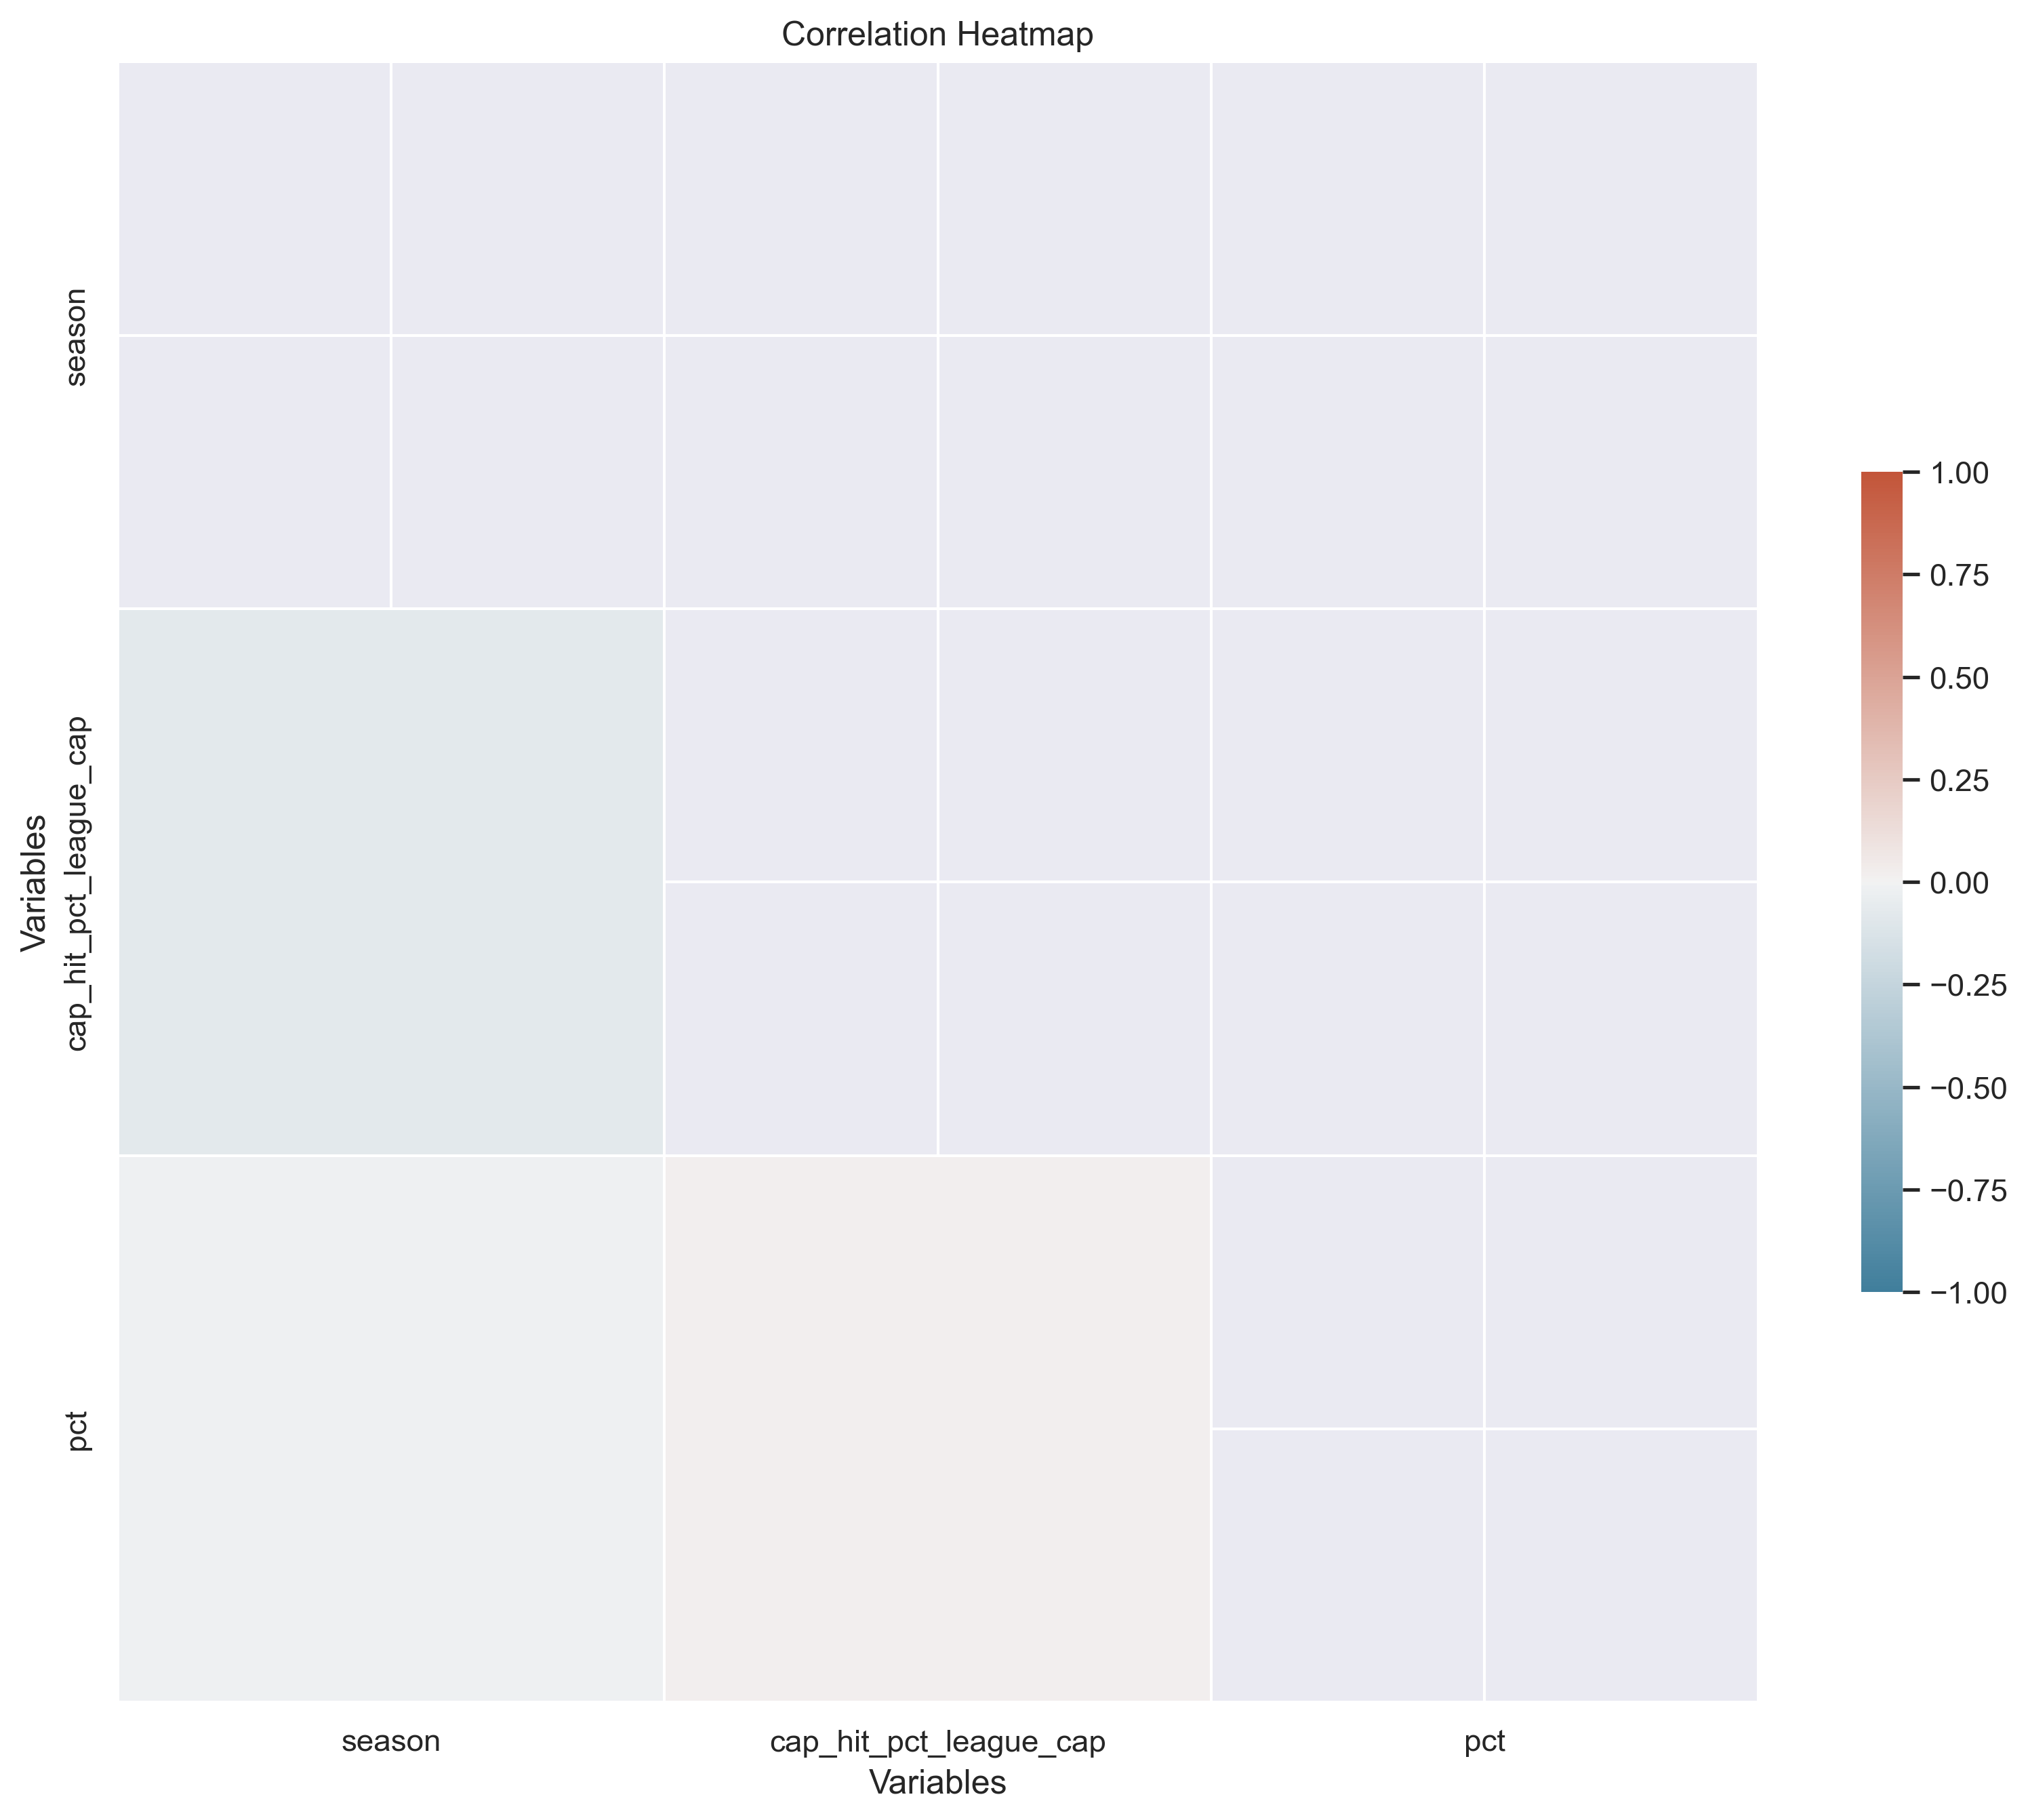 Correlation Heatmap
Variables
season
cap_hit_pct_league_cap
pct
season
cap_hit_pct_league_cap
pct
Variables
1.00
0.75
0.50
0.25
0.00
−0.25
−0.50
−0.75
−1.00